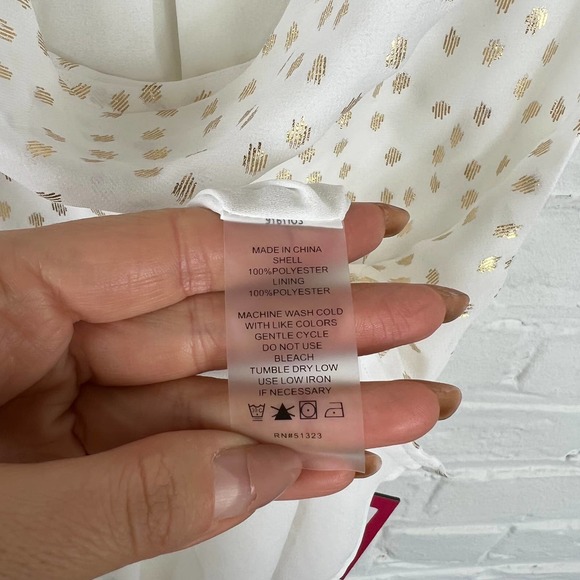 9161103
MADE IN CHINA
SHELL
100%POLYESTER
LINING
100%POLYESTER
MACHINE WASH COLD
WITH LIKE COLORS
GENTLE CYCLE
DO NOT USE
BLEACH
TUMBLE DRY LOW
USE LOW IRON
IF NECESSARY
RN#51323